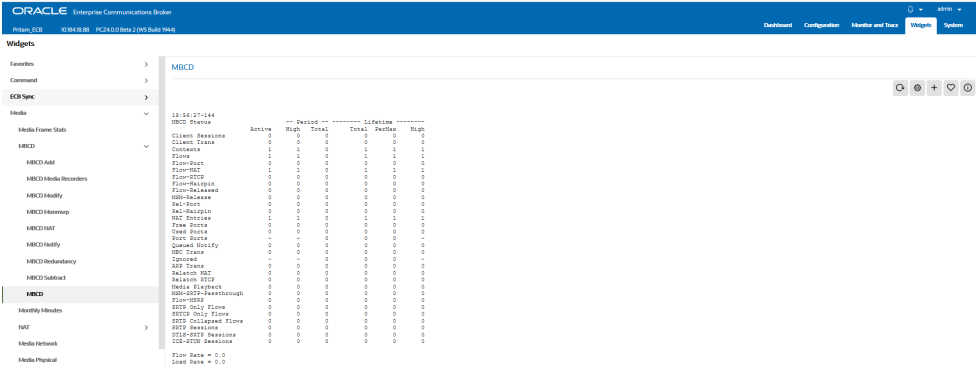 ORACLE Enterprise Communications Broker
admin
Pritam_ECB 10.184.18.88 PCZ4.0.0 Beta 2 (WS Build 1944)
Dashboard Configuration Monitor and Trace Widgets System
Widgets
Favorites
Command
ECB Sync
Media
Media Frame Stats
MBCD
MBCD Add
MBCD Media Recorders
MBCD Modify
MBCD Monmsrp
MBCD NAT
MBCD Notify
MBCD Redundancy
MBCD Subtract
MBCD
Monthly Minutes
NAT
Media Network
Media Physical
MBCD
18:56:27-144
MBCD Status -- Period -- -------- Lifetime --------
Active High Total Total PerMax High
Client Sessions 0 0 0 0 0 0
Client Trans 0 0 0 0 0 0
Contexts 1 1 0 1 1 1
Flows 1 1 0 1 1 1
Flow-Port 0 0 0 0 0 0
Flow-NAT 1 1 0 1 1 1
Flow-RTCP 0 0 0 0 0 0
Flow-Hairpin 0 0 0 0 0 0
Flow-Released 0 0 0 0 0 0
MSM-Release 0 0 0 0 0 0
Rel-Port 0 0 0 0 0 0
Rel-Hairpin 0 0 0 0 0 0
NAT Entries 1 1 0 1 1 1
Free Ports 0 0 0 0 0 0
Used Ports 0 0 0 0 0 0
Port Sorts - - 0 0 0 -
Queued Notify 0 0 0 0 0 0
MBC Trans 0 0 0 0 0 0
Ignored - - 0 0 0 -
ARP Trans 0 0 0 0 0 0
Relatch NAT 0 0 0 0 0 0
Relatch RTCP 0 0 0 0 0 0
Media Playback 0 0 0 0 0 0
MSM-SRTP-Passthrough 0 0 0 0 0 0
Flow-MSRP 0 0 0 0 0 0
SRTP Only Flows 0 0 0 0 0 0
SRTCP Only Flows 0 0 0 0 0 0
SRTP Collapsed Flows 0 0 0 0 0 0
SRTP Sessions 0 0 0 0 0 0
DTLS-SRTP Sessions 0 0 0 0 0 0
ICE-STUN Sessions 0 0 0 0 0 0
Flow Rate = 0.0
Load Rate = 0.0